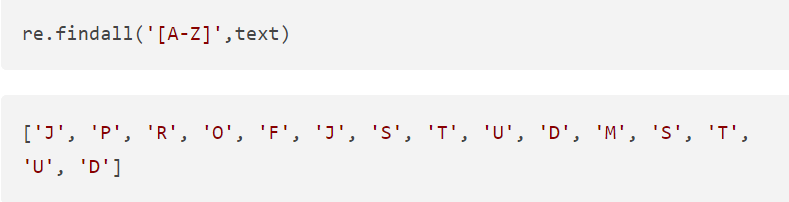 re.findall('[A-Z]',text)
['J', 'P', 'R', 'O', 'F', 'J', 'S', 'T', 'U', 'D', 'M', 'S', 'T',
'U', 'D']